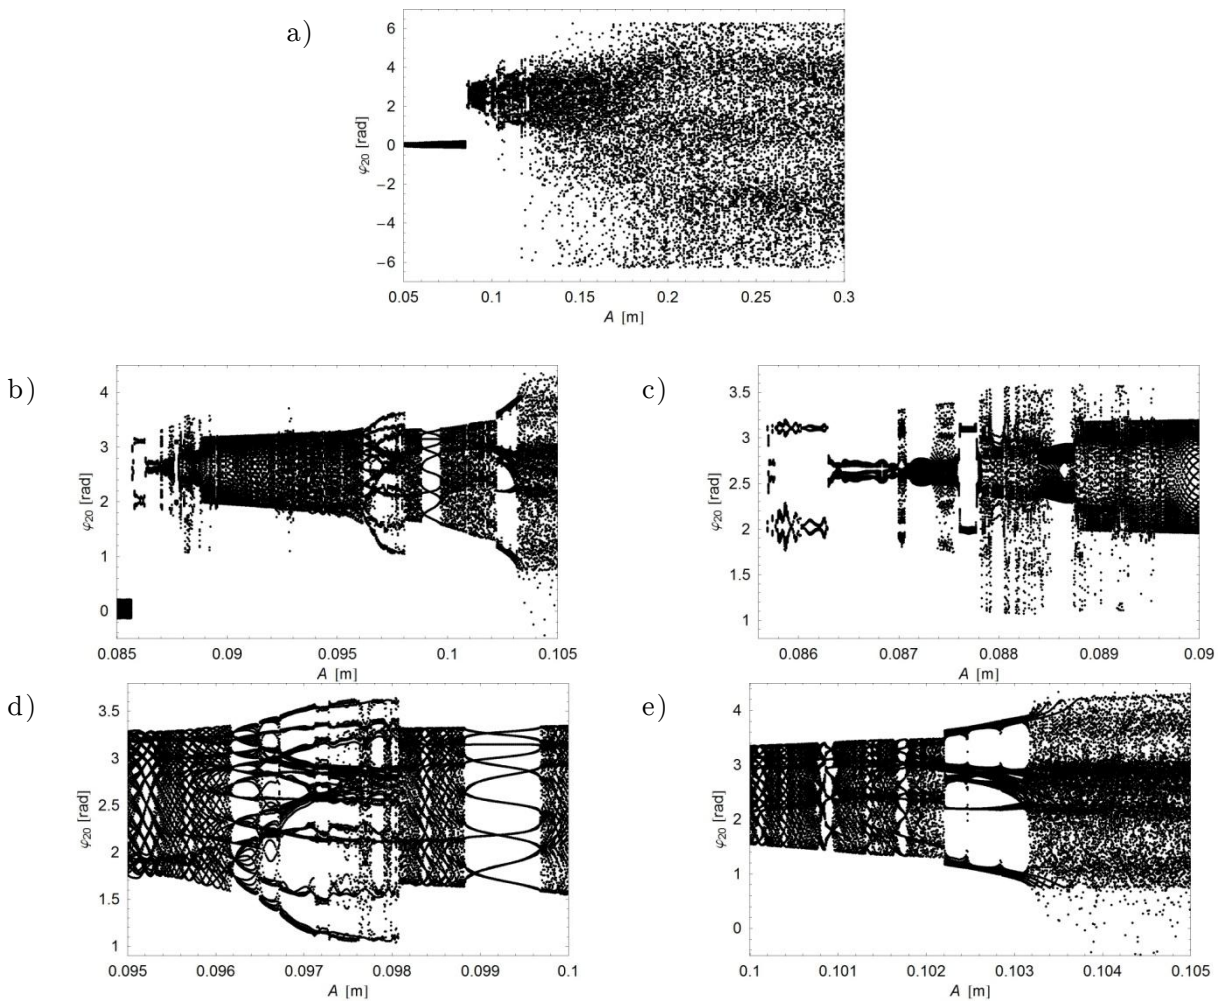 a)
6
4
2
0
−2
−4
−6
φ20 [rad]
0.05 0.1 0.15 0.2 0.25 0.3
A [m]
b)
4
3
2
1
0
φ20 [rad]
0.085 0.09 0.095 0.1 0.105
A [m]
c)
3.5
3
2.5
2
1.5
1
φ20 [rad]
0.086 0.087 0.088 0.089 0.09
A [m]
d)
3.5
3
2.5
2
1.5
1
φ20 [rad]
0.095 0.096 0.097 0.098 0.099 0.1
A [m]
e)
4
3
2
1
0
φ20 [rad]
0.1 0.101 0.102 0.103 0.104 0.105
A [m]